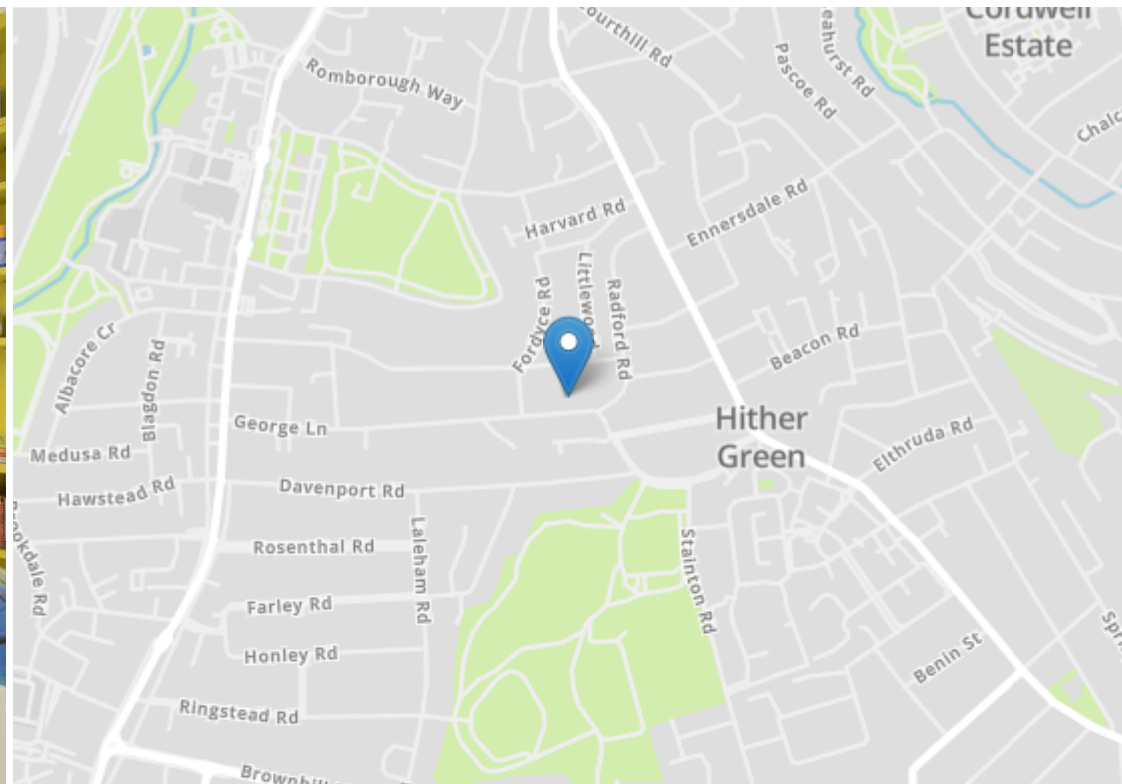 Cordwell
Estate
Courthill Rd
Romborough Way
Pascoe Rd
Leahurst Rd
Harvard Rd
Ennersdale Rd
Fordyce Rd
Radford Rd
Albacore Cr
Blagdon Rd
Beacon Rd
Hither
Green
George Ln
Medusa Rd
Elthruda Rd
Davenport Rd
Hawstead Rd
Brookdale Rd
Rosenthal Rd
Laleham Rd
Stainton Rd
Farley Rd
Honley Rd
Benin St
Ringstead Rd